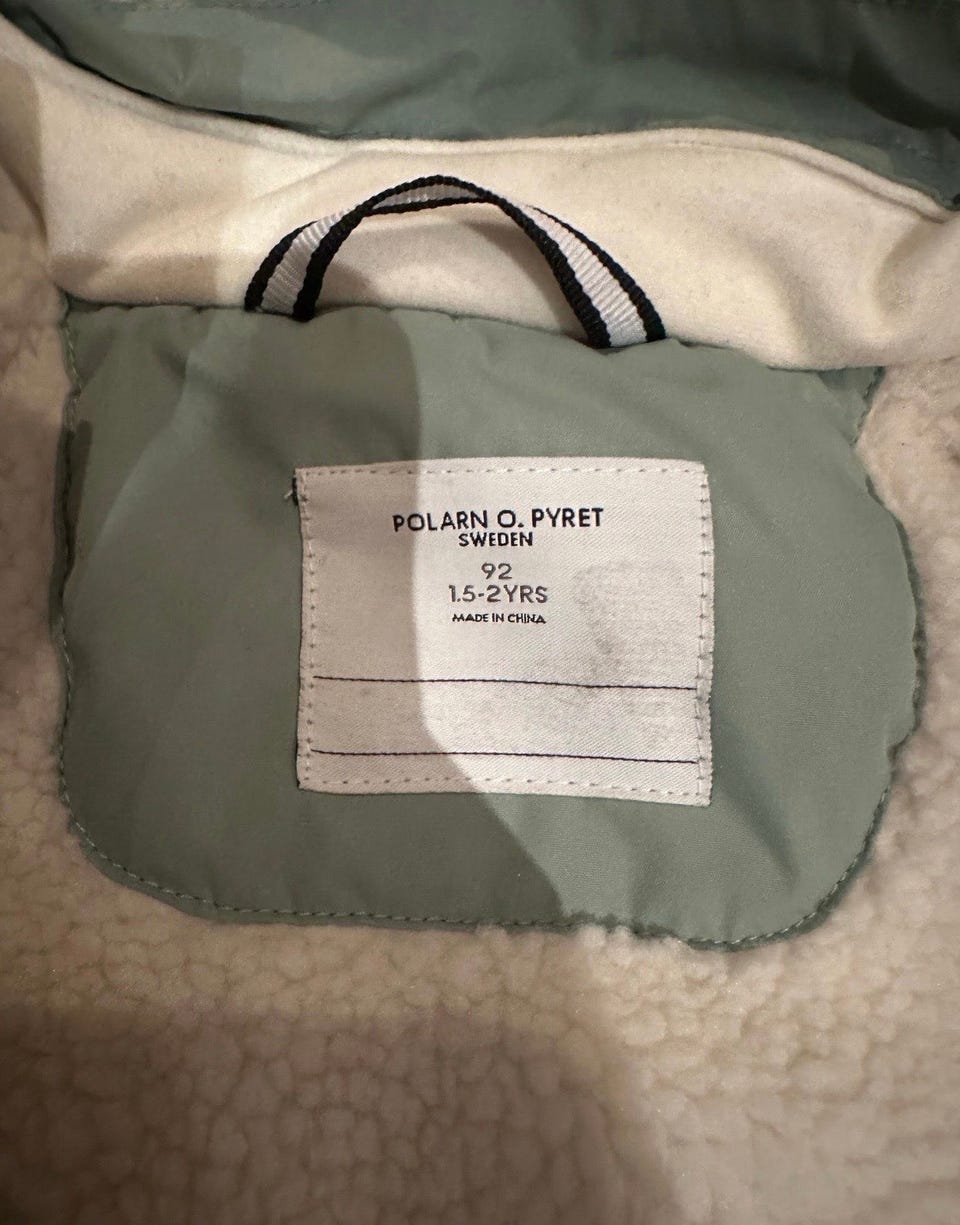 POLARN O. PYRET
SWEDEN
92
1.5-2YRS
MADE IN CHINA